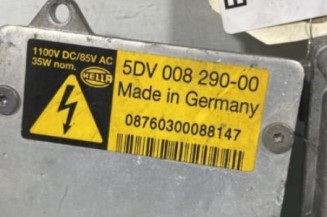 1100V DC/85V AC
35W nom.
HELLA
5DV 008 290-00
Made in Germany
08760300088147